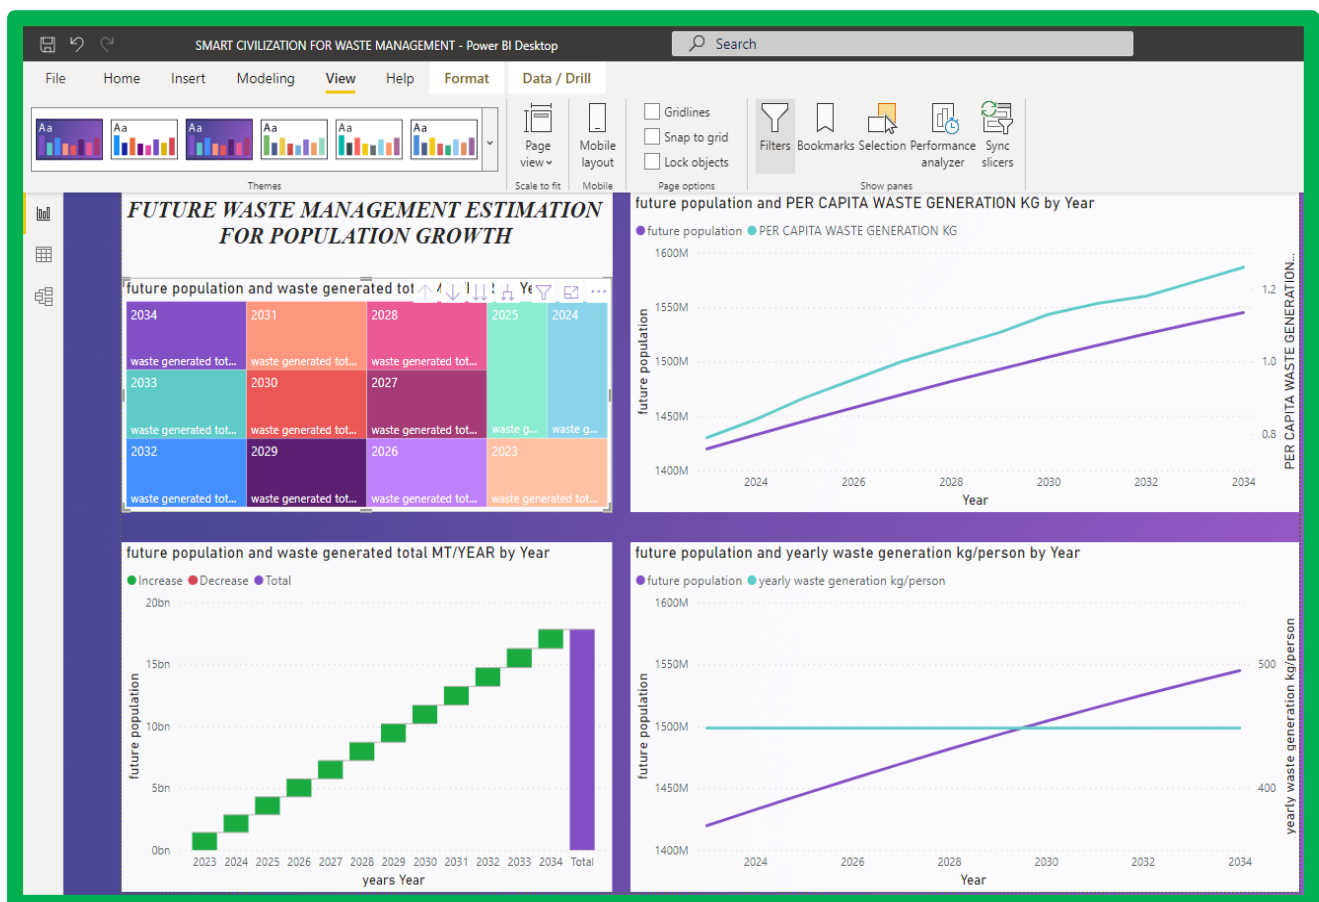 SMART CIVILIZATION FOR WASTE MANAGEMENT - Power BI Desktop
Search
File Home Insert Modeling View Help Format Data / Drill
Aa Aa Aa Aa Aa Aa
Page view
Mobile layout
Gridlines
Snap to grid
Lock objects
Filters
Bookmarks
Selection
Performance analyzer
Sync slicers
Themes Scale to fit Mobile Page options Show panes
FUTURE WASTE MANAGEMENT ESTIMATION
FOR POPULATION GROWTH
future population and waste generated tot
2034 2031 2028 2025 2024
waste generated tot... waste generated tot... waste generated tot...
2033 2030 2027
waste generated tot... waste generated tot... waste generated tot... waste g... waste g...
2032 2029 2026 2023
waste generated tot... waste generated tot... waste generated tot... waste generated tot...
future population and PER CAPITA WASTE GENERATION KG by Year
future population PER CAPITA WASTE GENERATION KG
1600M
1550M
1500M
1450M
1400M
future population
1.2
1.0
0.8
PER CAPITA WASTE GENERATION...
2024 2026 2028 2030 2032 2034
Year
future population and waste generated total MT/YEAR by Year
Increase Decrease Total
20bn
15bn
10bn
5bn
0bn
future population
2023 2024 2025 2026 2027 2028 2029 2030 2031 2032 2033 2034 Total
years Year
future population and yearly waste generation kg/person by Year
future population yearly waste generation kg/person
1600M
1550M
1500M
1450M
1400M
future population
500
400
yearly waste generation kg/person
2024 2026 2028 2030 2032 2034
Year